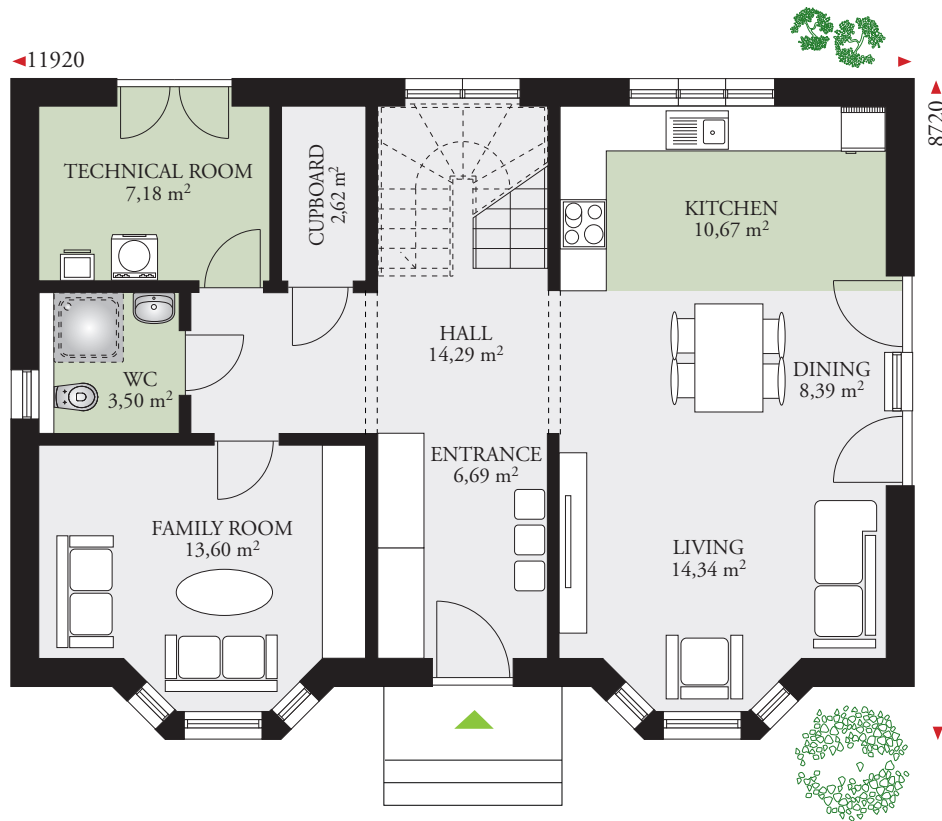 11920
8720
TECHNICAL ROOM
7,18 m²
CUPBOARD
2,62 m²
KITCHEN
10,67 m²
HALL
14,29 m²
WC
3,50 m²
DINING
8,39 m²
ENTRANCE
6,69 m²
FAMILY ROOM
13,60 m²
LIVING
14,34 m²